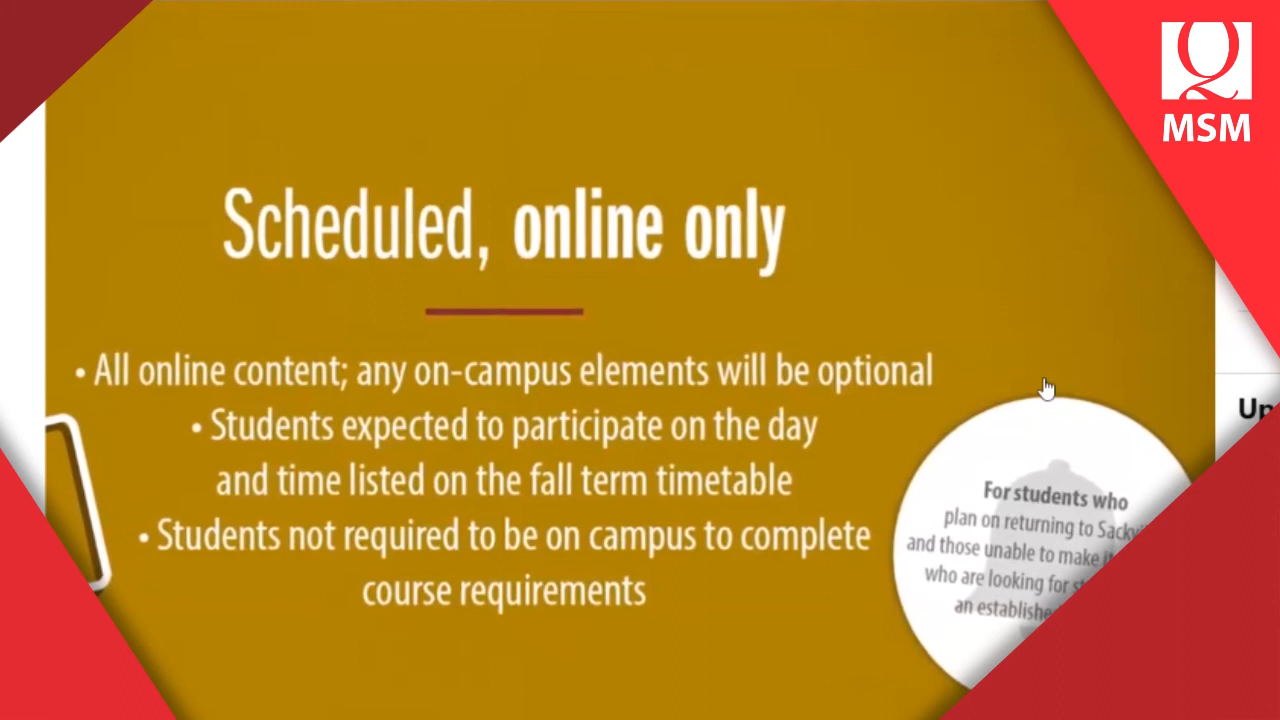 MSM
Scheduled, online only
• All online content; any on-campus elements will be optional
• Students expected to participate on the day
and time listed on the fall term timetable
• Students not required to be on campus to complete
course requirements
For students who
plan on returning to
and those unable to make
who are looking for
an